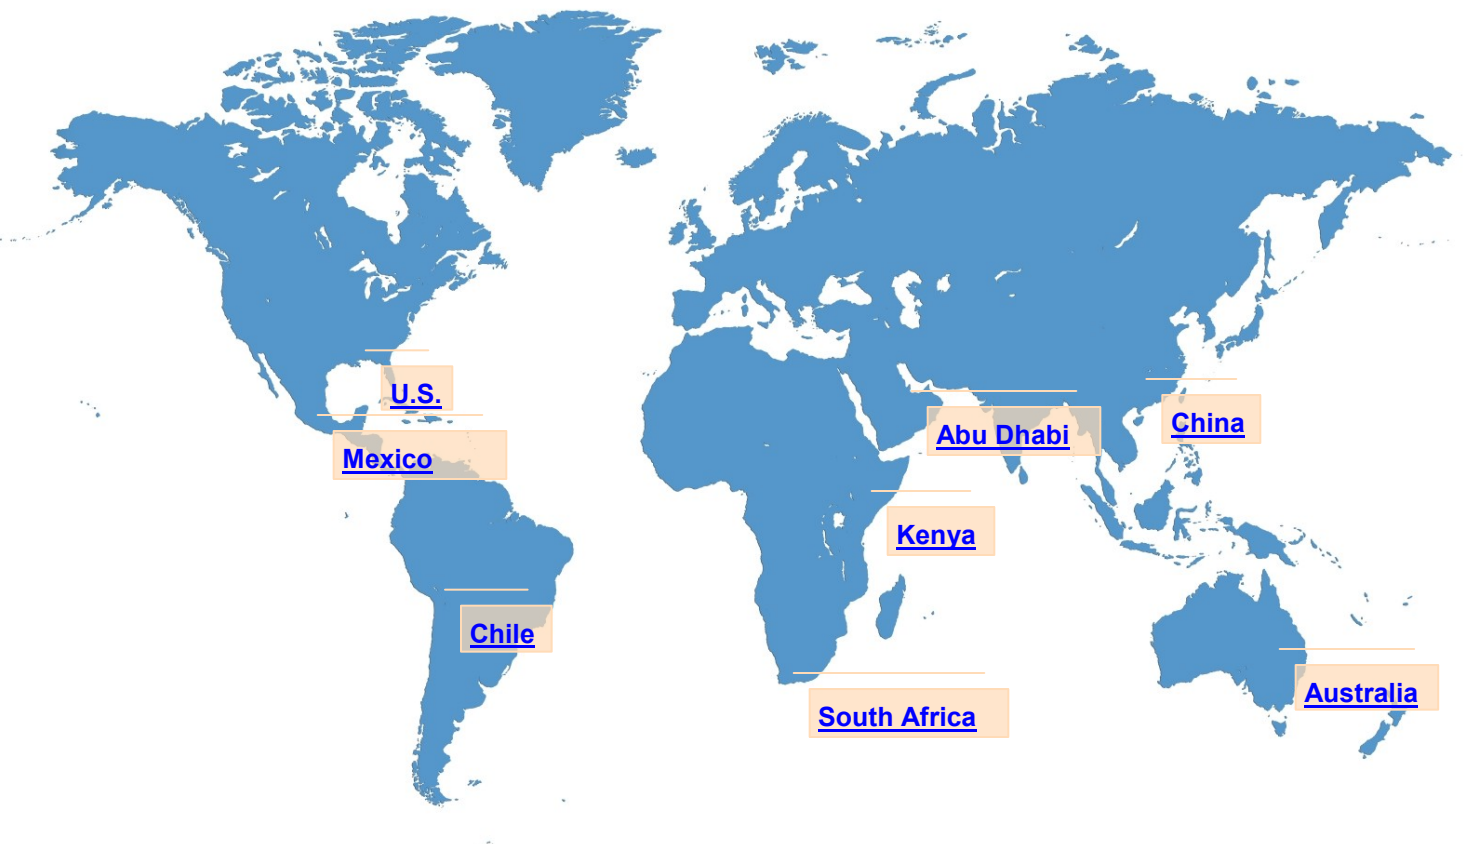 U.S.
Mexico
Abu Dhabi
China
Kenya
Chile
South Africa
Australia